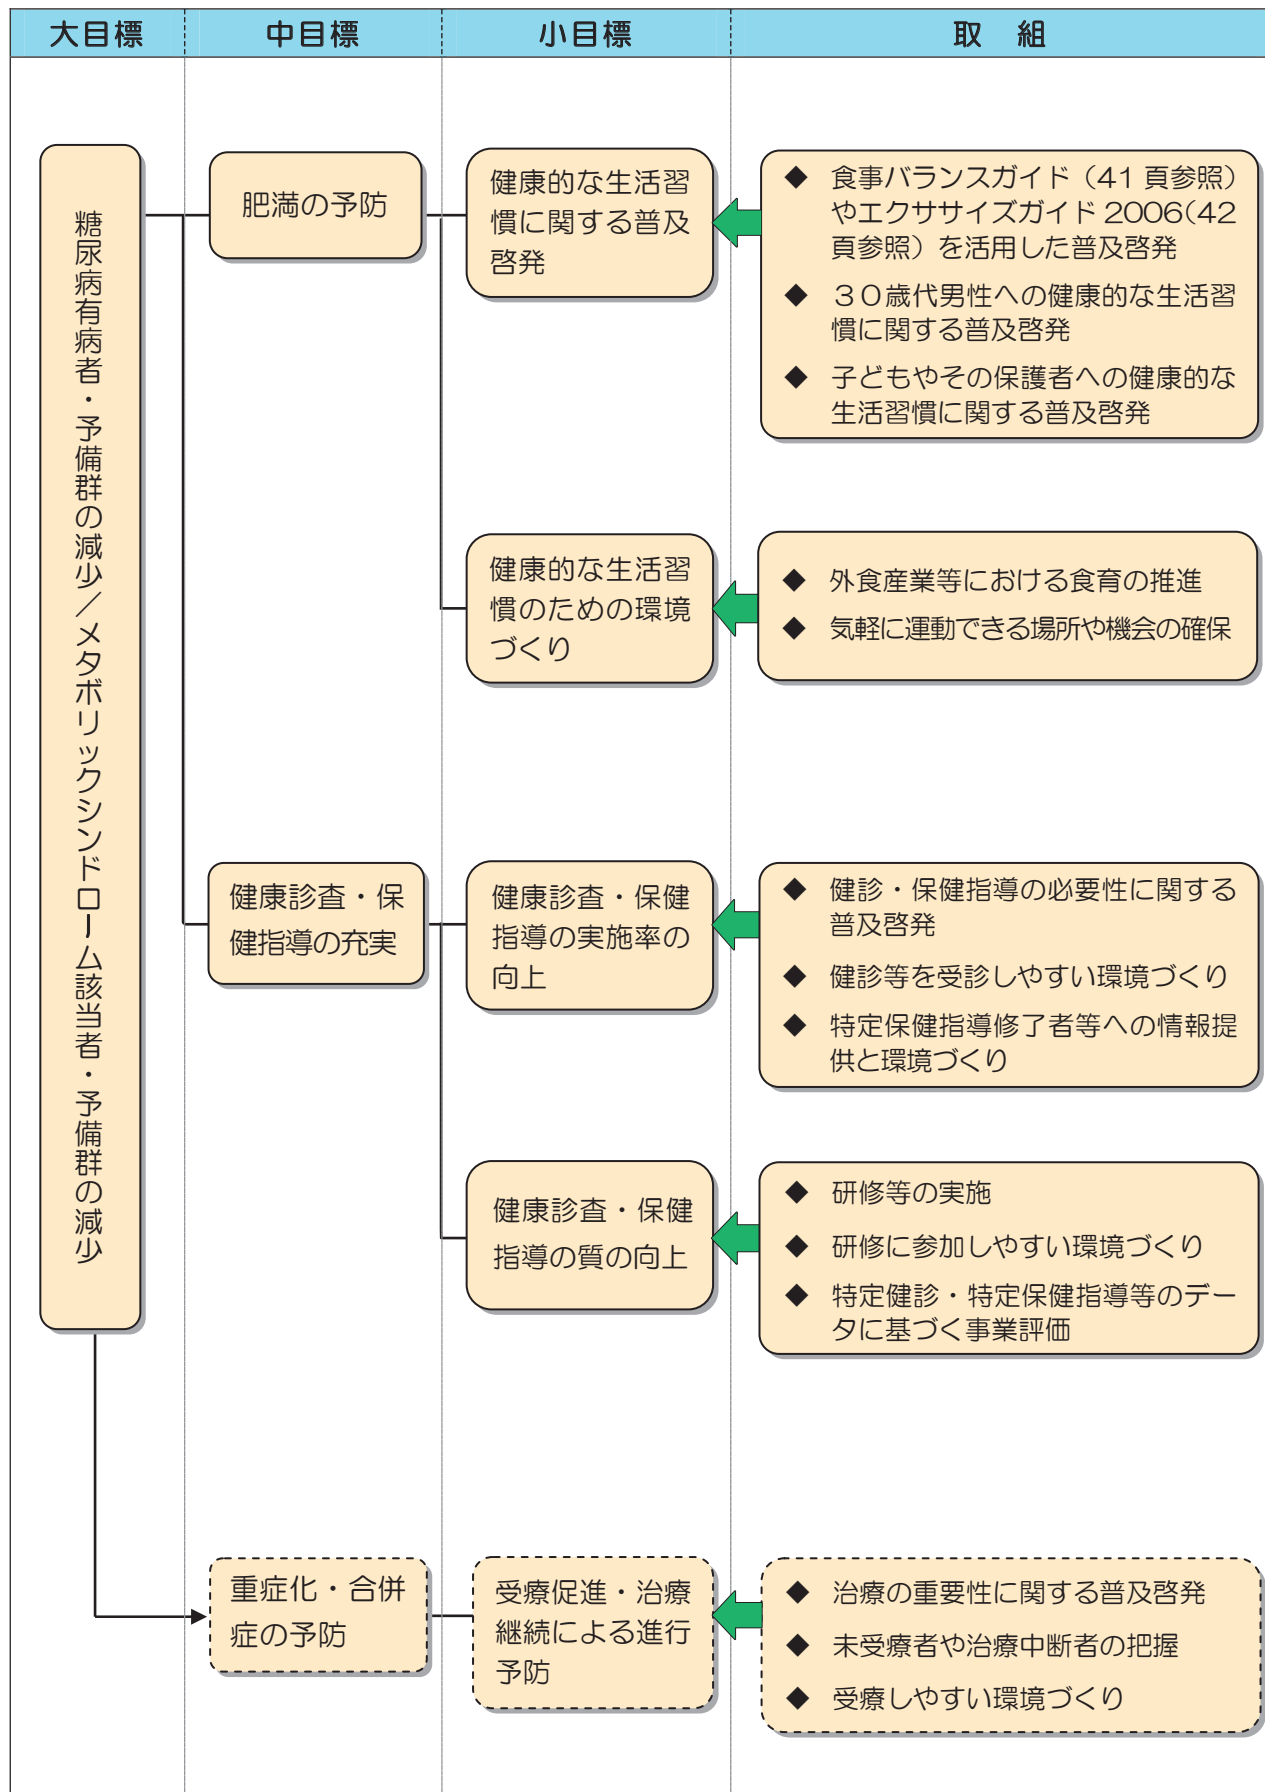 大目標
中目標
小目標
取　組
糖尿病有病者・予備群の減少／メタボリックシンドローム該当者・予備群の減少
肥満の予防
健康的な生活習
慣に関する普及
啓発
◆ 食事バランスガイド（41 頁参照）
やエクササイズガイド 2006(42
頁参照）を活用した普及啓発
◆ ３０歳代男性への健康的な生活習
慣に関する普及啓発
◆ 子どもやその保護者への健康的な
生活習慣に関する普及啓発
健康的な生活習
慣のための環境
づくり
◆ 外食産業等における食育の推進
◆ 気軽に運動できる場所や機会の確保
健康診査・保
健指導の充実
健康診査・保健
指導の実施率の
向上
◆ 健診・保健指導の必要性に関する
普及啓発
◆ 健診等を受診しやすい環境づくり
◆ 特定保健指導修了者等への情報提
供と環境づくり
健康診査・保健
指導の質の向上
◆ 研修等の実施
◆ 研修に参加しやすい環境づくり
◆ 特定健診・特定保健指導等のデー
タに基づく事業評価
重症化・合併
症の予防
受療促進・治療
継続による進行
予防
◆ 治療の重要性に関する普及啓発
◆ 未受療者や治療中断者の把握
◆ 受療しやすい環境づくり